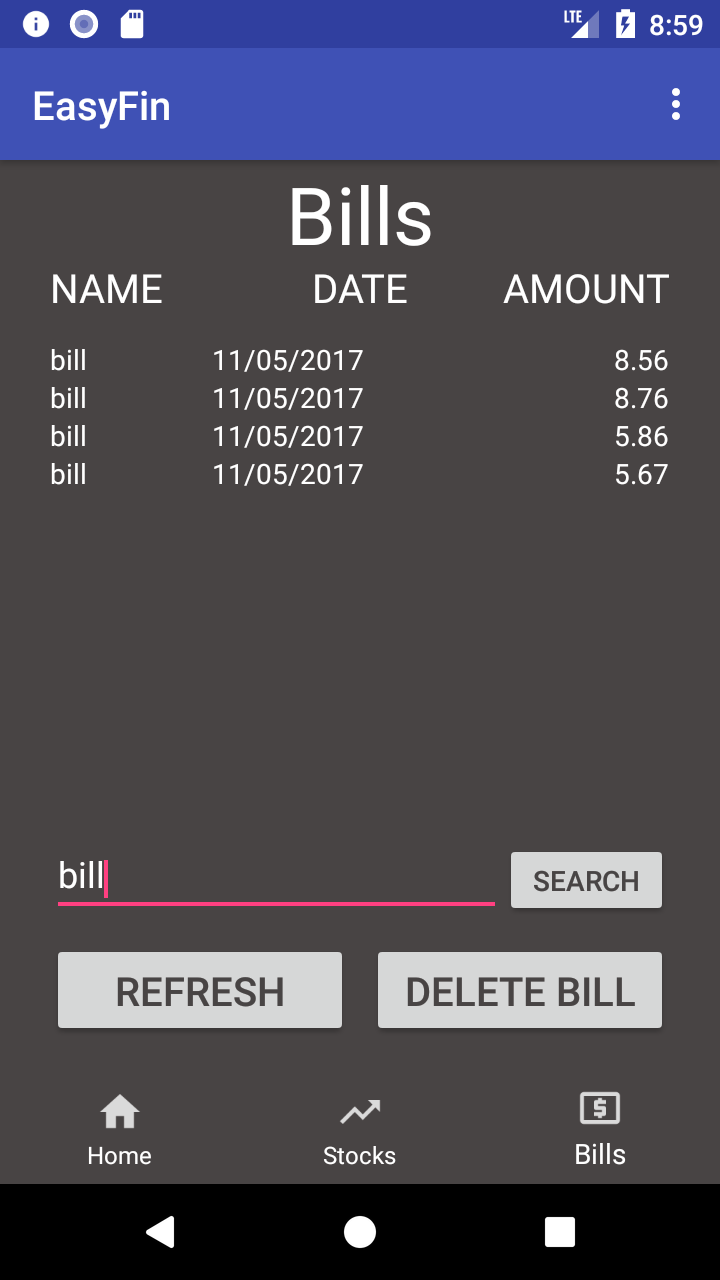 LTE 8:59
EasyFin
Bills
NAME DATE AMOUNT
bill 11/05/2017 8.56
bill 11/05/2017 8.76
bill 11/05/2017 5.86
bill 11/05/2017 5.67
bill SEARCH
REFRESH DELETE BILL
Home Stocks Bills